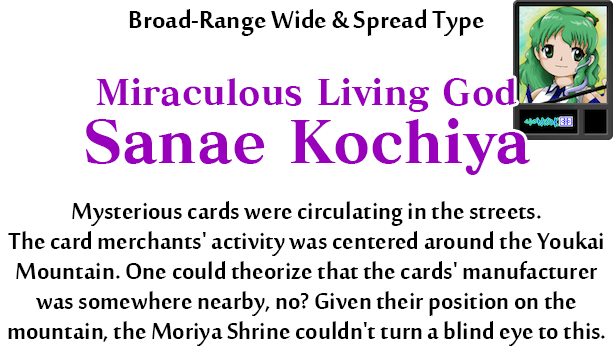 Broad-Range Wide & Spread Type
Miraculous Living God
Sanae Kochiya
Mysterious cards were circulating in the streets.
The card merchants' activity was centered around the Youkai
Mountain. One could theorize that the cards' manufacturer
was somewhere nearby, no? Given their position on the
mountain, the Moriya Shrine couldn't turn a blind eye to this.